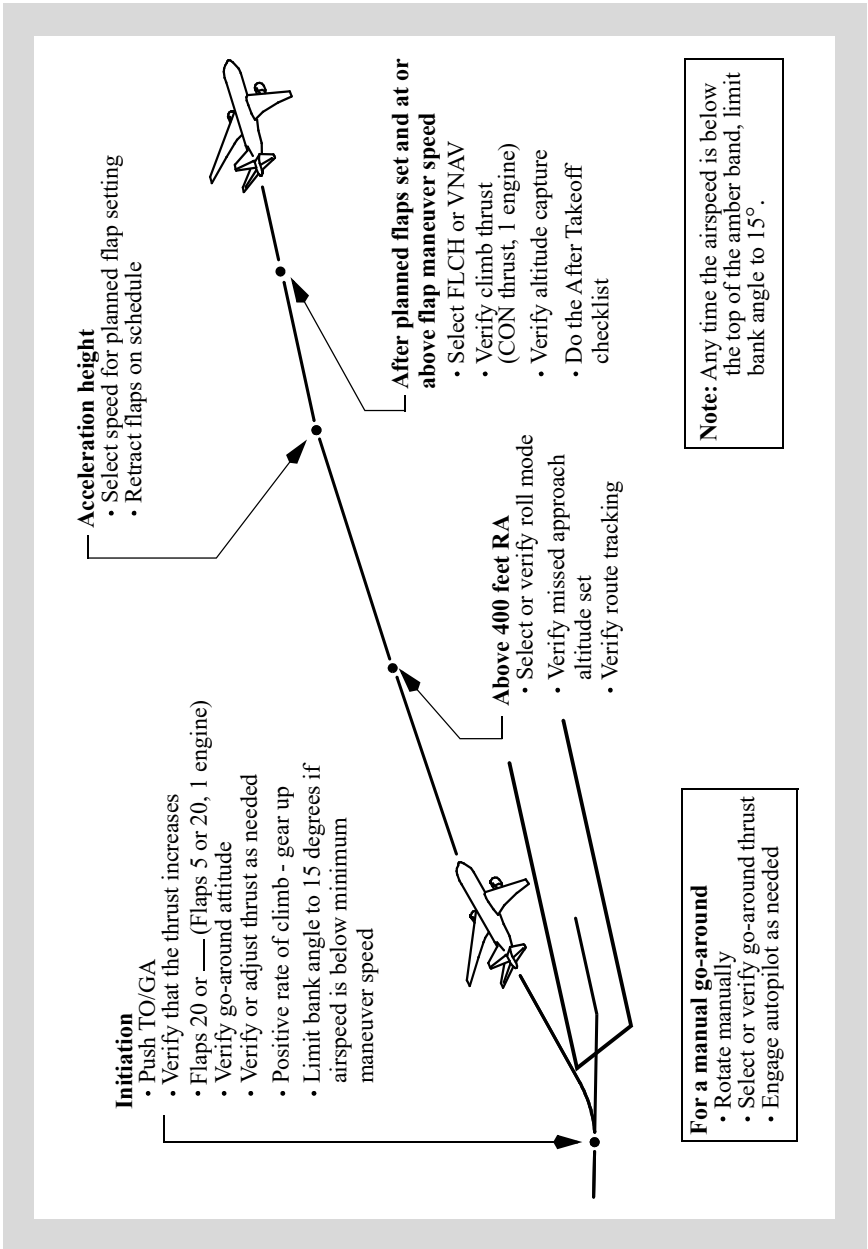 Initiation
• Push TO/GA
• Verify that the thrust increases
• Flaps 20 or — (Flaps 5 or 20, 1 engine)
• Verify go-around attitude
• Verify or adjust thrust as needed
• Positive rate of climb - gear up
• Limit bank angle to 15 degrees if
airspeed is below minimum
maneuver speed
Acceleration height
• Select speed for planned flap setting
• Retract flaps on schedule
Above 400 feet RA
• Select or verify roll mode
• Verify missed approach
altitude set
• Verify route tracking
After planned flaps set and at or
above flap maneuver speed
• Select FLCH or VNAV
• Verify climb thrust
(CON thrust, 1 engine)
• Verify altitude capture
• Do the After Takeoff
checklist
For a manual go-around
• Rotate manually
• Select or verify go-around thrust
• Engage autopilot as needed
Note: Any time the airspeed is below
the top of the amber band, limit
bank angle to 15°.